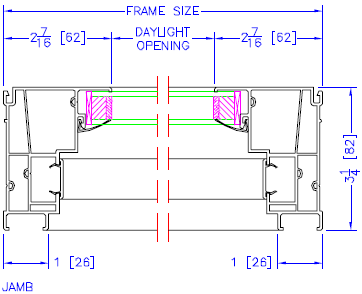 FRAME SIZE
2 7/16 [62]
DAYLIGHT
OPENING
2 7/16 [62]
3 1/4 [82]
1 [26]
1 [26]
JAMB